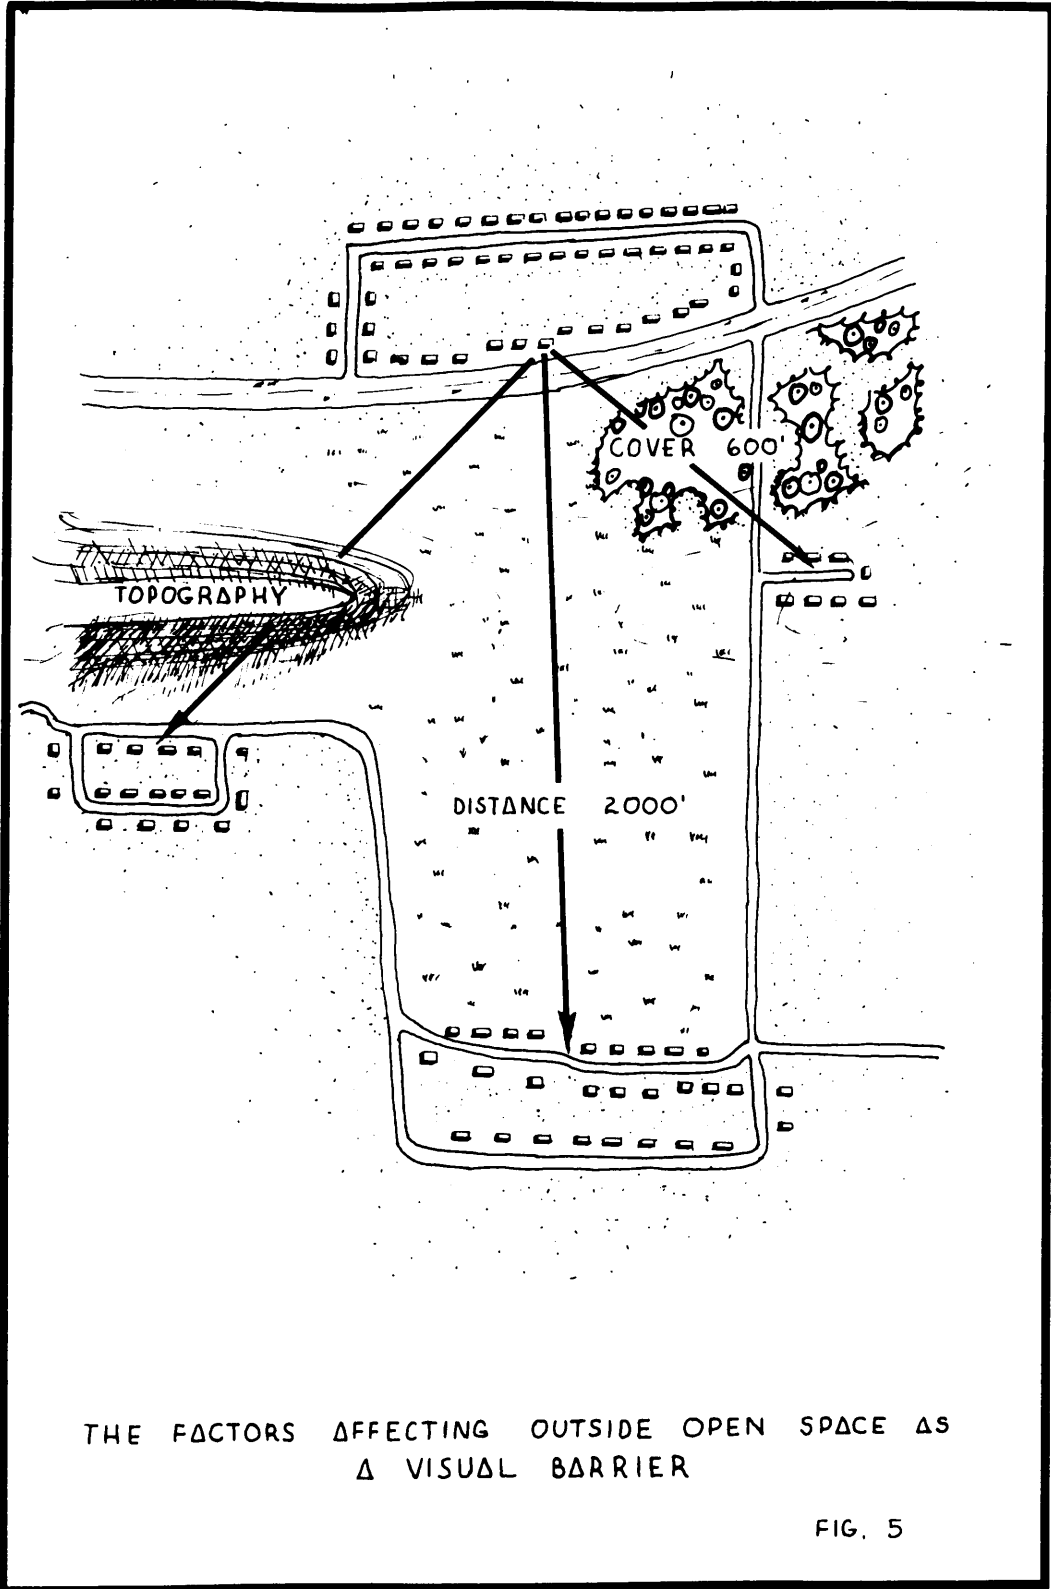 COVER 600'
TOPOGRAPHY
DISTANCE 2000'
THE FACTORS AFFECTING OUTSIDE OPEN SPACE AS
A VISUAL BARRIER
FIG. 5